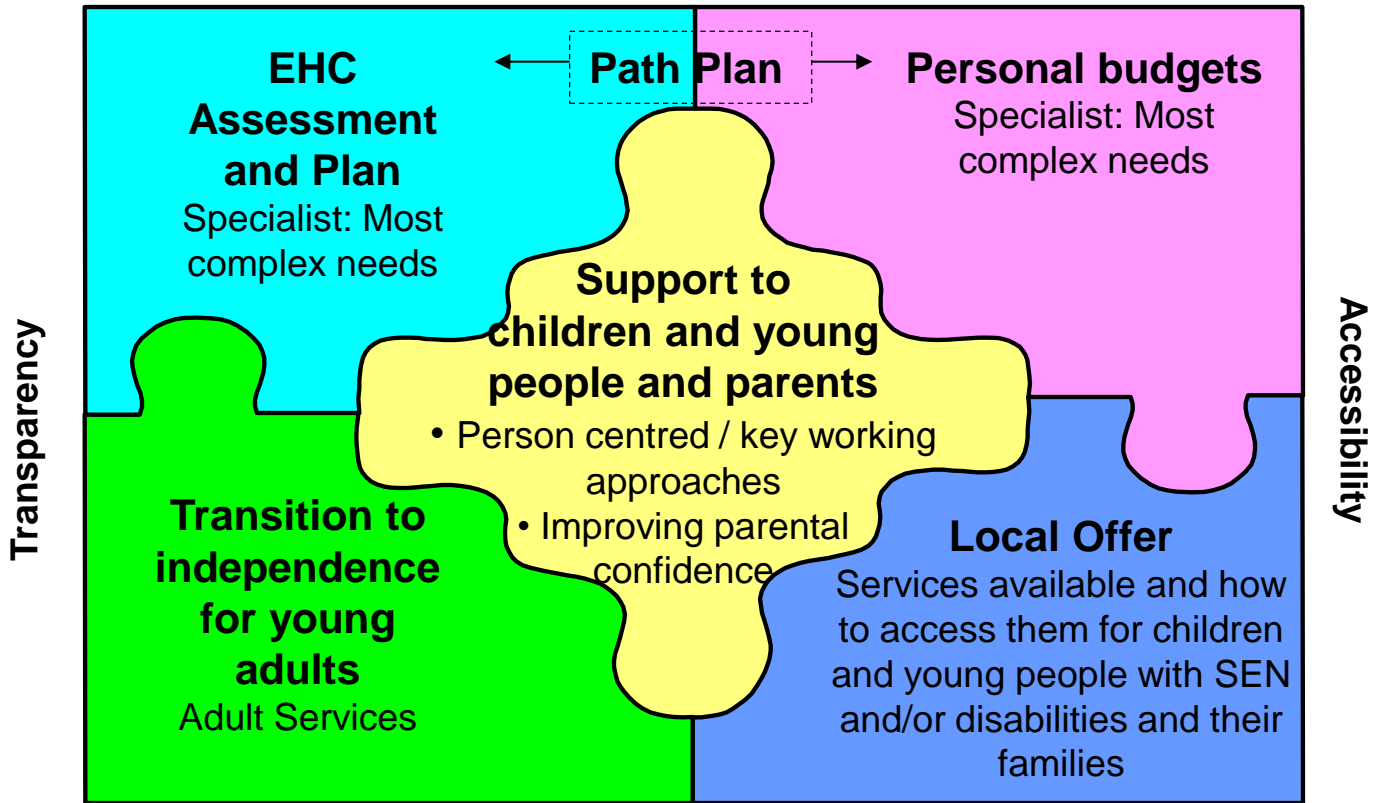 Transparency
EHC
Assessment
and Plan
Specialist: Most
complex needs
Path Plan
Personal budgets
Specialist: Most
complex needs
Support to
children and young
people and parents
• Person centred / key working
approaches
• Improving parental
confidence
Transition to
independence
for young
adults
Adult Services
Local Offer
Services available and how
to access them for children
and young people with SEN
and/or disabilities and their
families
Accessibility